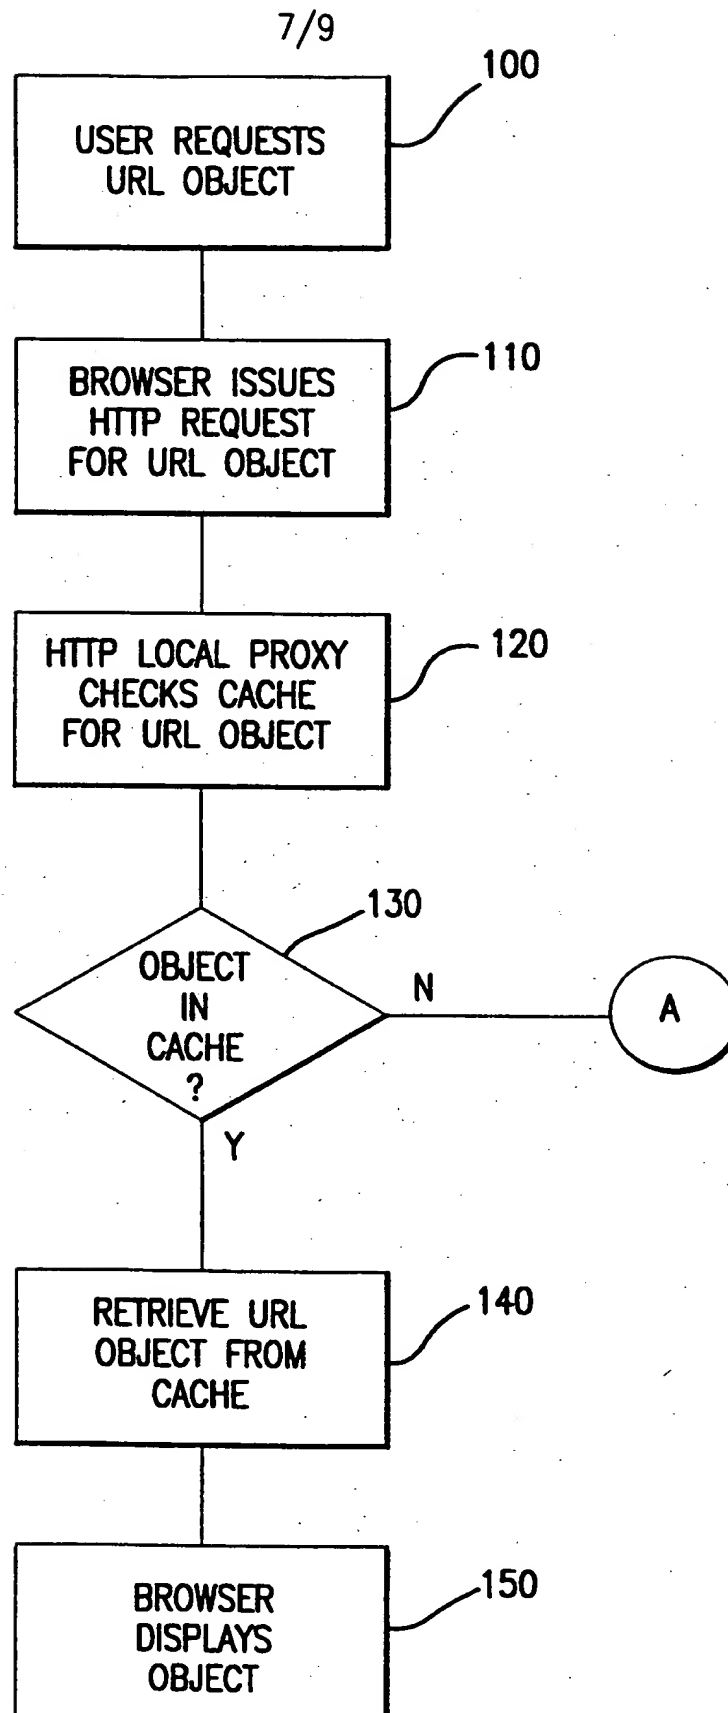 7/9
100
USER REQUESTS
URL OBJECT
110
BROWSER ISSUES
HTTP REQUEST
FOR URL OBJECT
120
HTTP LOCAL PROXY
CHECKS CACHE
FOR URL OBJECT
130
OBJECT
IN
CACHE
?
N
A
Y
140
RETRIEVE URL
OBJECT FROM
CACHE
150
BROWSER
DISPLAYS
OBJECT